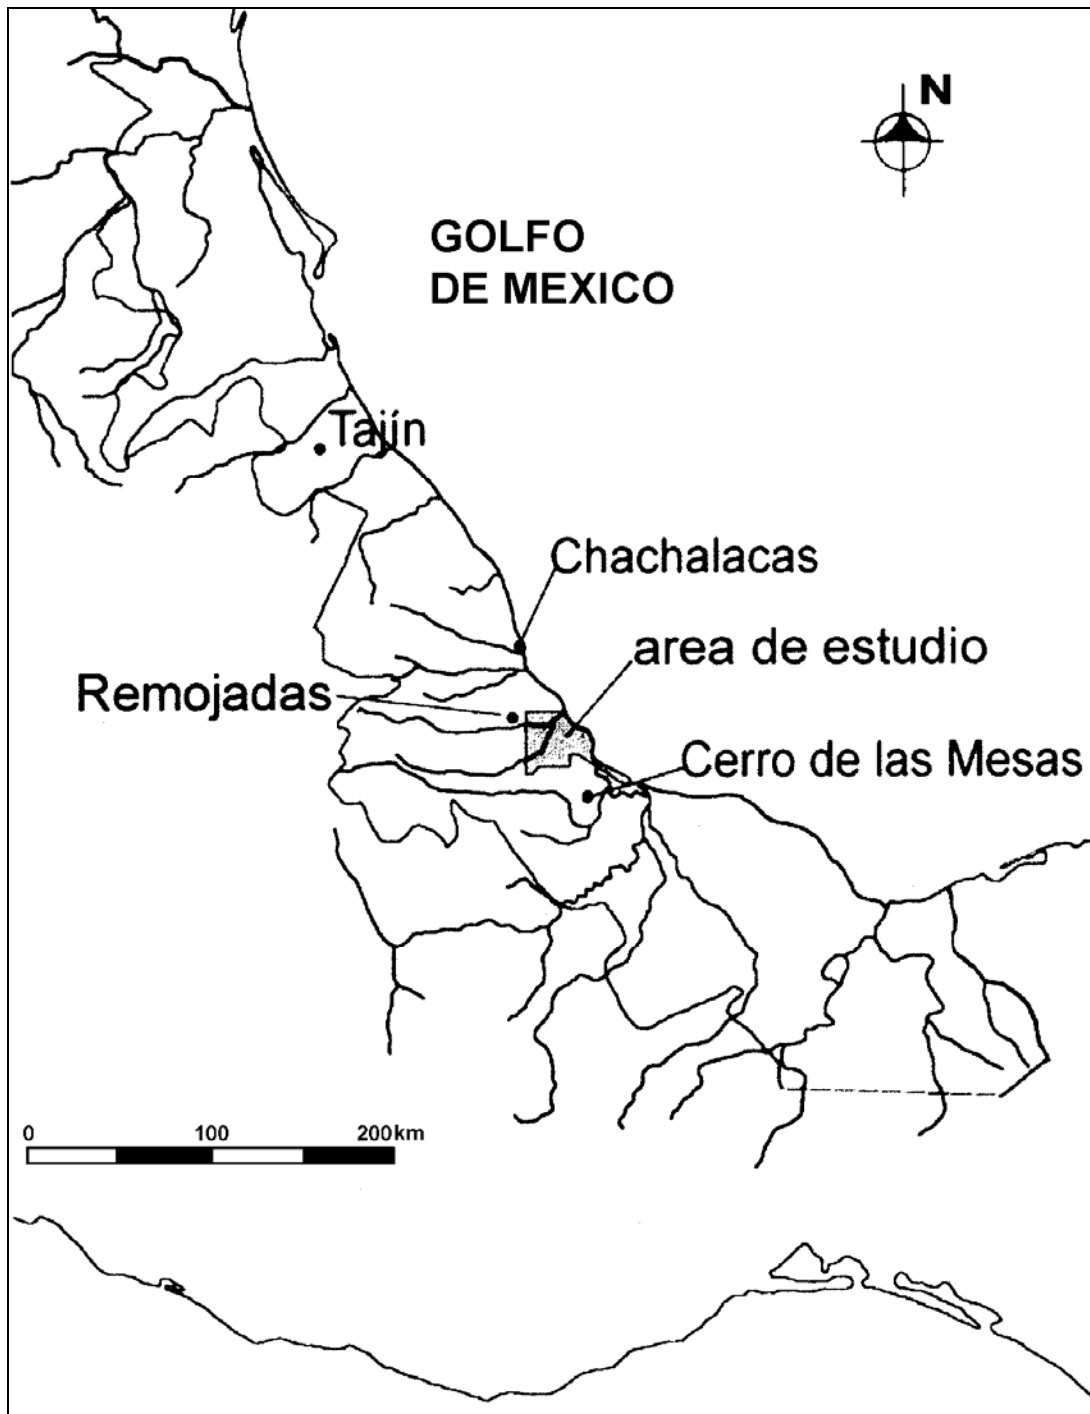 N
GOLFO
DE MEXICO
Tajín
Chachalacas
area de estudio
Remojadas
Cerro de las Mesas
0 100 200km